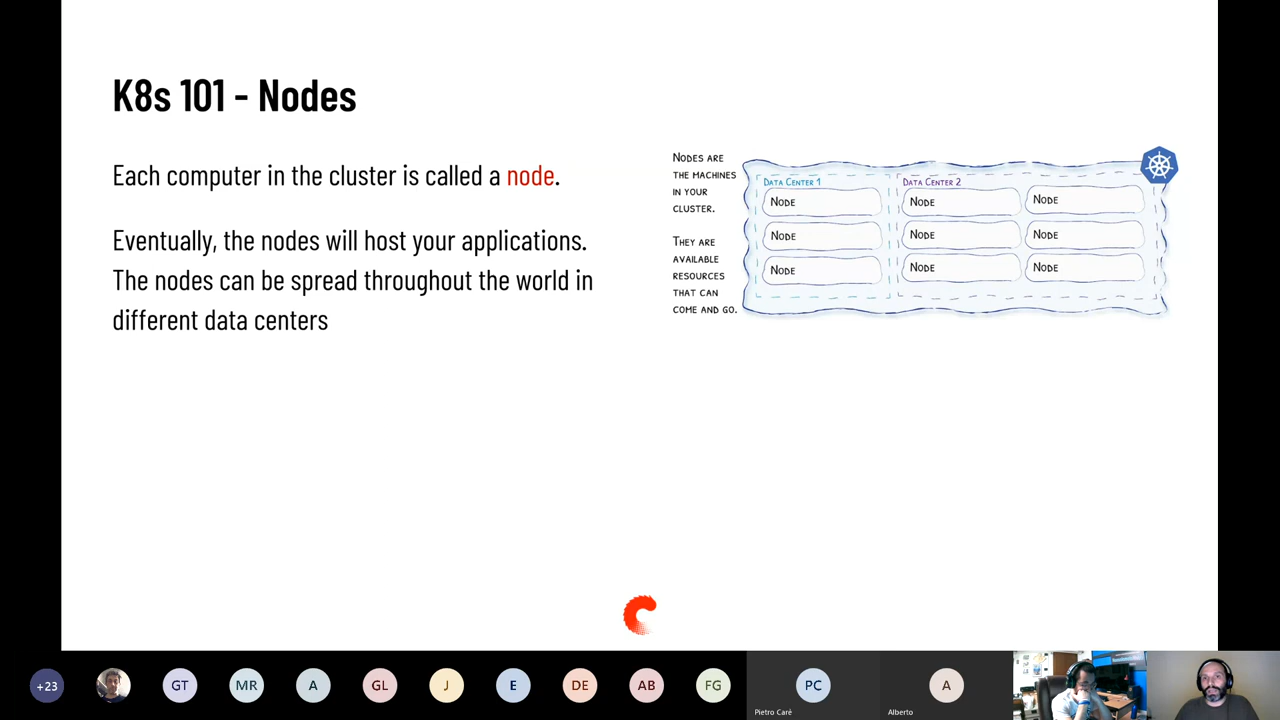 K8s 101 - Nodes
Each computer in the cluster is called a node.
Eventually, the nodes will host your applications.
The nodes can be spread throughout the world in
different data centers
NODES ARE
THE MACHINES
IN YOUR
CLUSTER.
THEY ARE
AVAILABLE
RESOURCES
THAT CAN
COME AND GO.
DATA CENTER 1
NODE
NODE
NODE
DATA CENTER 2
NODE
NODE
NODE
NODE
NODE
NODE
+23
GT
MR
A
GL
J
E
DE
AB
FG
PC
Pietro Caré
A
Alberto